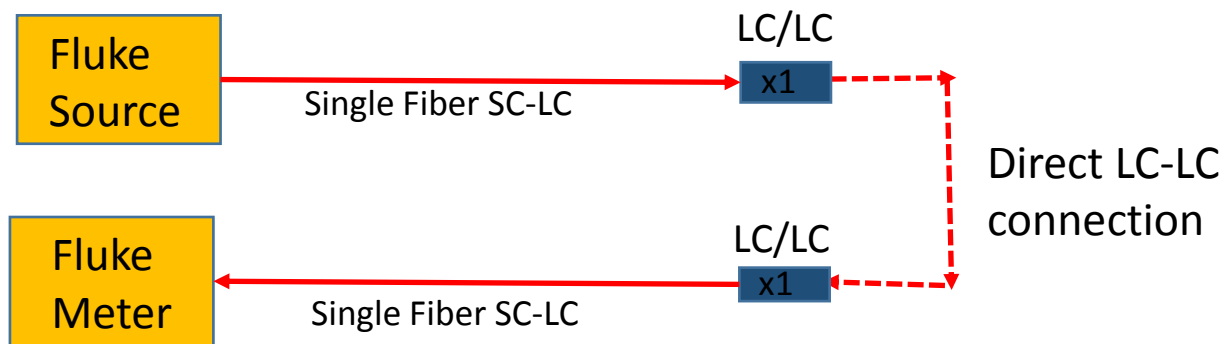 Fluke
Source
Single Fiber SC-LC
LC/LC
x1
Direct LC-LC
connection
Fluke
Meter
Single Fiber SC-LC
LC/LC
x1